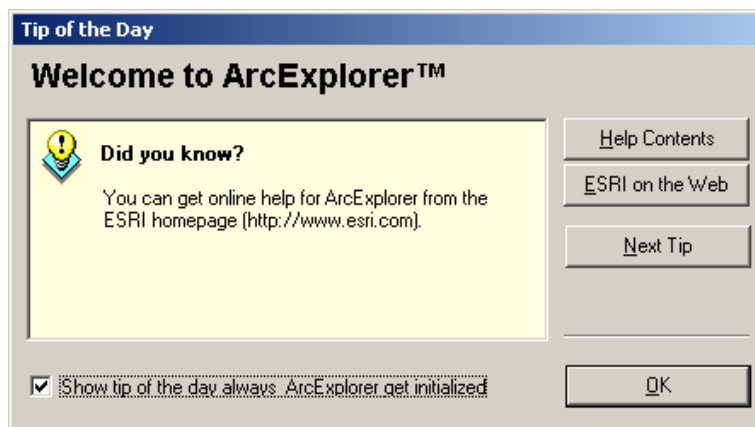 Tip of the Day
Welcome to ArcExplorer™
Did you know?
You can get online help for ArcExplorer from the
ESRI homepage (http://www.esri.com).
Help Contents
ESRI on the Web
Next Tip
Show tip of the day always ArcExplorer get initialized
OK